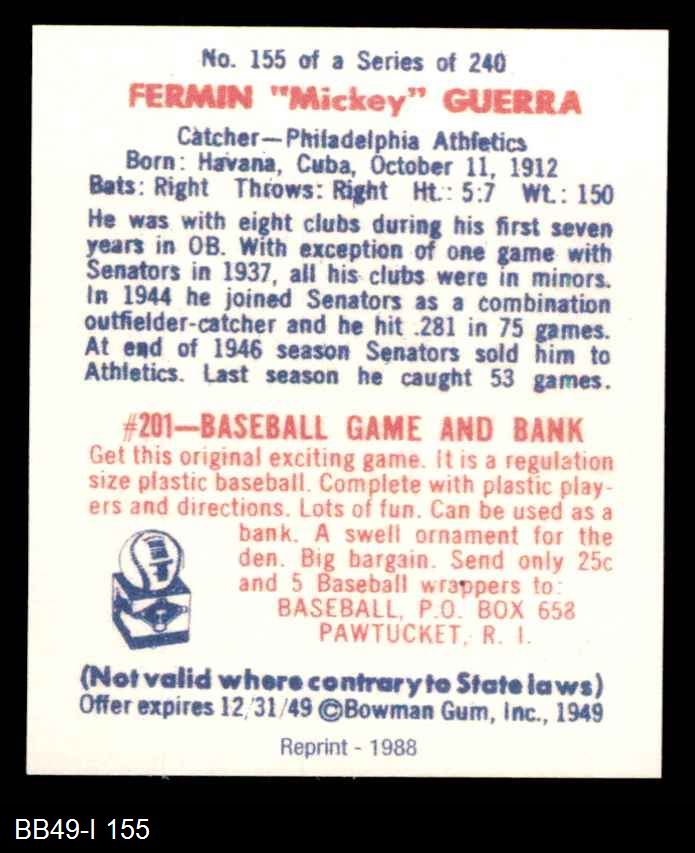 No. 155 of a Series of 240
FERMIN "Mickey" GUERRA
Catcher—Philadelphia Athletics
Born: Havana, Cuba, October 11, 1912
Bats: Right Throws: Right Ht.: 5:7 Wt.: 150
He was with eight clubs during his first seven
years in OB. With exception of one game with
Senators in 1937, all his clubs were in minors.
In 1944 he joined Senators as a combination
outfielder-catcher and he hit .281 in 75 games.
At end of 1946 season Senators sold him to
Athletics. Last season he caught 53 games.
#201—BASEBALL GAME AND BANK
Get this original exciting game. It is a regulation
size plastic baseball. Complete with plastic play-
ers and directions. Lots of fun. Can be used as a
bank. A swell ornament for the
den. Big bargain. Send only 25c
and 5 Baseball wrappers to:
BASEBALL, P.O. BOX 658
PAWTUCKET, R. I.
(Not valid where contrary to State laws)
Offer expires 12/31/49 ©Bowman Gum, Inc., 1949
Reprint - 1988
BB49-I 155